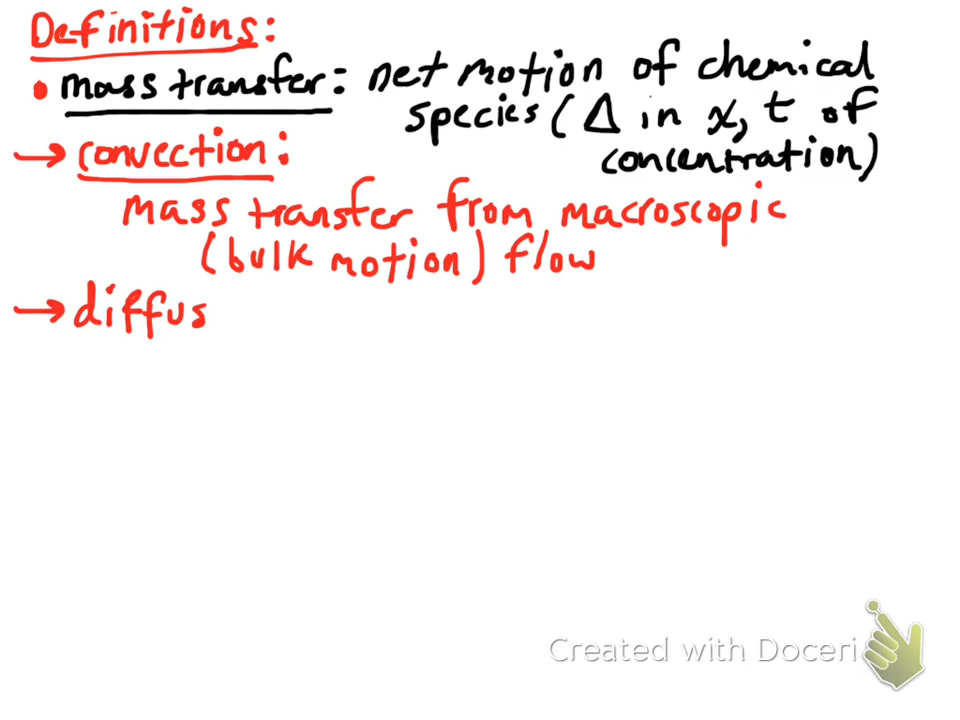 Definitions:
• mass transfer: net motion of chemical
species (Δ in x, t of
concentration)
→ convection:
mass transfer from macroscopic
(bulk motion) flow
→ diffus
Created with Doceri